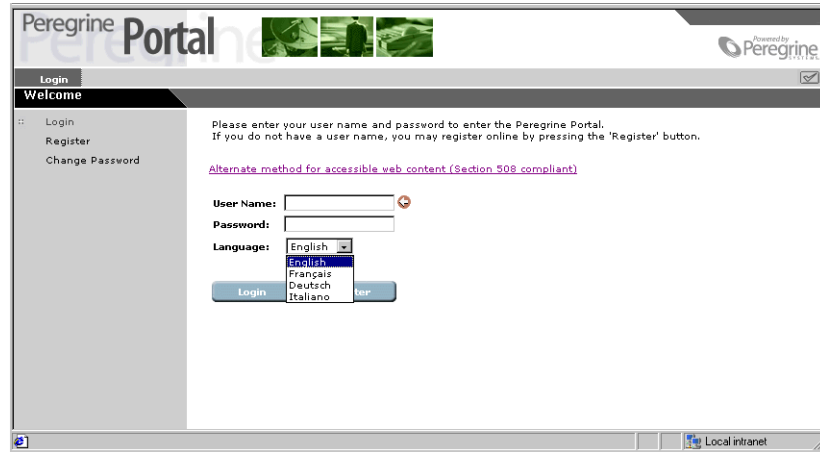 Peregrine Portal
Powered by
Peregrine
SYSTEMS
Login
Welcome
Login
Register
Change Password
Please enter your user name and password to enter the Peregrine Portal.
If you do not have a user name, you may register online by pressing the 'Register' button.
Alternate method for accessible web content (Section 508 compliant)
User Name:
Password:
Language: English
English
Français
Deutsch
Italiano
Login
ter
Local intranet